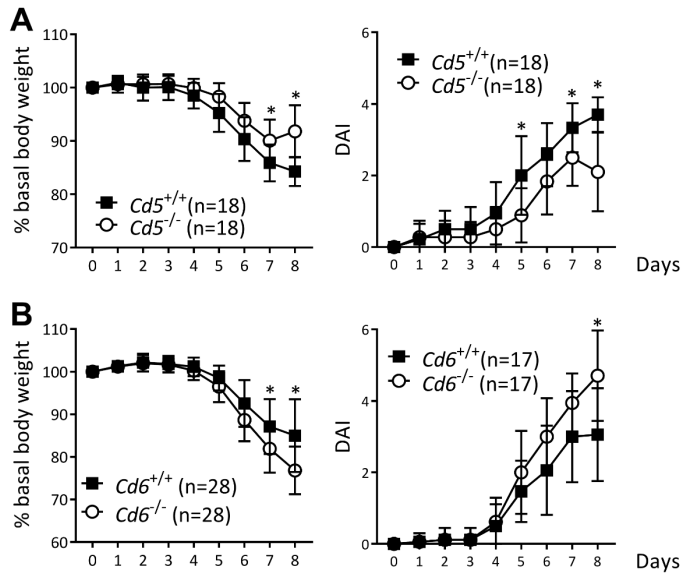 A
% basal body weight
110
100
90
80
70
Cd5+/+ (n=18)
Cd5-/- (n=18)
* *
0 1 2 3 4 5 6 7 8
DAI
6
4
2
0
Cd5+/+ (n=18)
Cd5-/- (n=18)
* * *
0 1 2 3 4 5 6 7 8
Days
B
% basal body weight
110
100
90
80
70
60
Cd6+/+ (n=28)
Cd6-/- (n=28)
* *
0 1 2 3 4 5 6 7 8
DAI
6
4
2
0
Cd6+/+ (n=17)
Cd6-/- (n=17)
*
0 1 2 3 4 5 6 7 8
Days